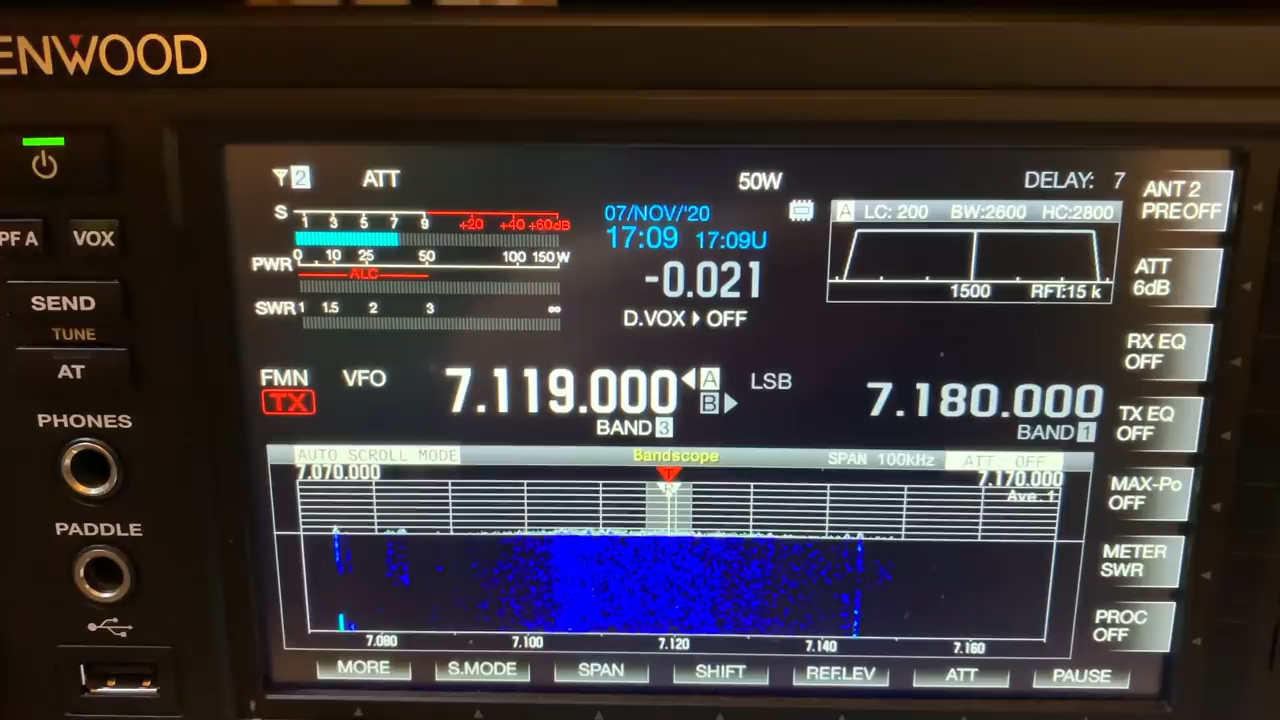 ENWOOD
2 ATT 50W DELAY: 7
S 1 3 5 7 9 +20 +40 +60dB
PWR 0 10 25 50 100 150 W
ALC
SWR 1 1.5 2 3 ∞
07/NOV/'20
17:09 17:09U
-0.021
D.VOX OFF
A LC: 200 BW:2600 HC:2800
1500 RFT:15 k
FMN VFO 7.119.000 A LSB 7.180.000
TX B
BAND 3 BAND 1
AUTO SCROLL MODE Bandscope SPAN 100kHz ATT OFF
7.070.000 T 7.170.000
R Ave.1
7.080 7.100 7.120 7.140 7.160
MORE S.MODE SPAN SHIFT REF.LEV ATT PAUSE
ANT 2
PREOFF
ATT
6dB
RX EQ
OFF
TX EQ
OFF
MAX-Po
OFF
METER
SWR
PROC
OFF
PF A VOX
SEND
TUNE
AT
PHONES
PADDLE